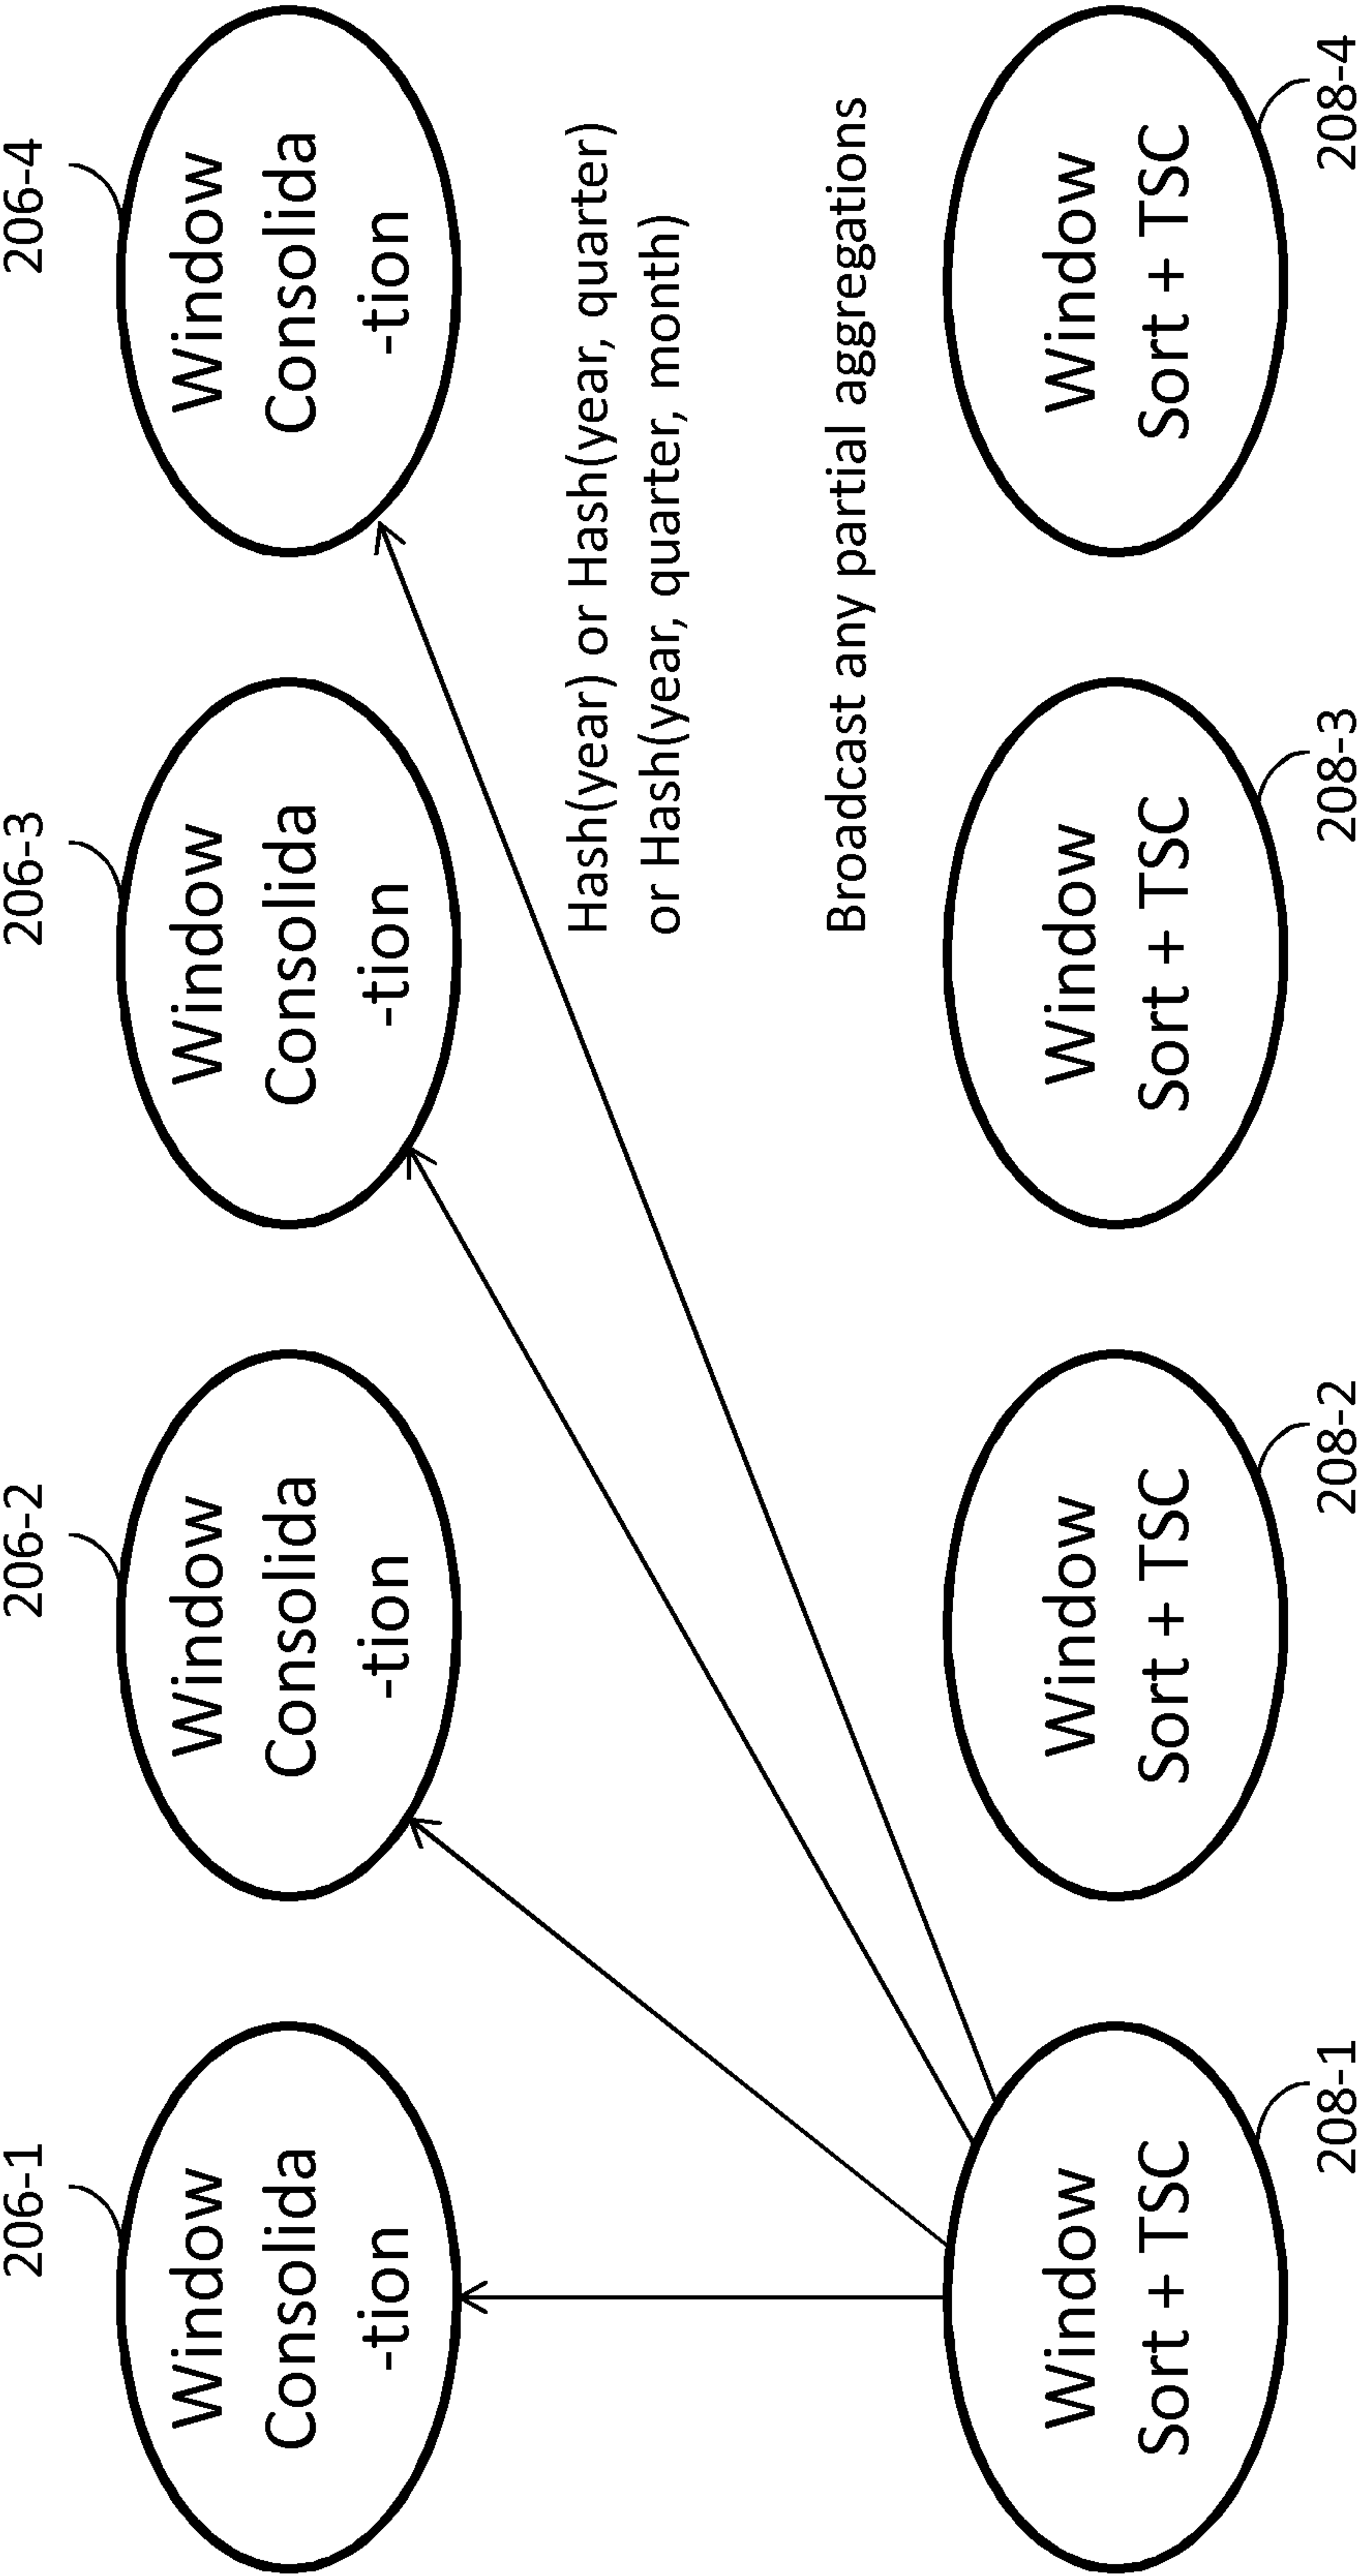 206-1
206-2
206-3
206-4
Window
Consolida
-tion
Window
Consolida
-tion
Window
Consolida
-tion
Window
Consolida
-tion
Hash(year) or Hash(year, quarter)
or Hash(year, quarter, month)
Broadcast any partial aggregations
Window
Sort + TSC
Window
Sort + TSC
Window
Sort + TSC
Window
Sort + TSC
208-1
208-2
208-3
208-4